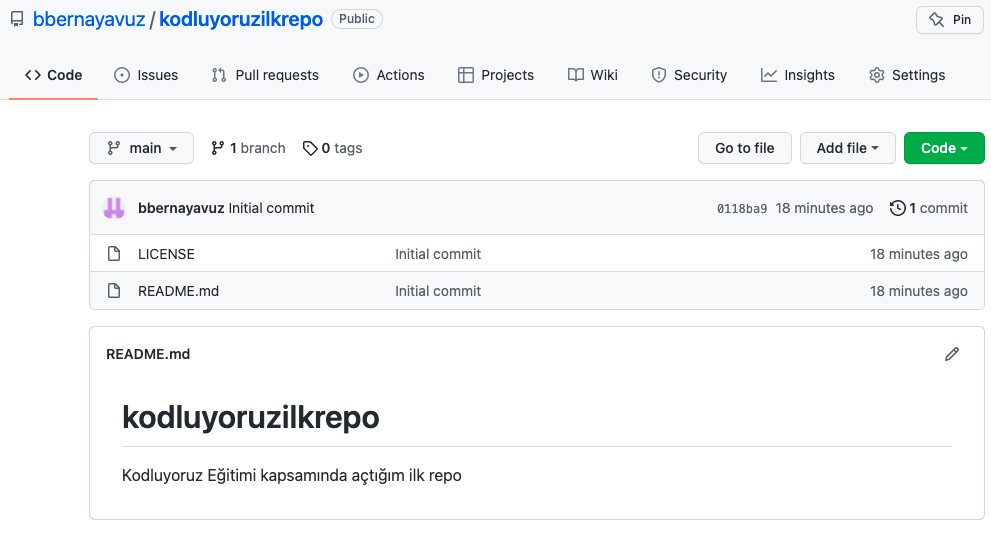 bbernayavuz / kodluyoruzilkrepo Public Pin
Code Issues Pull requests Actions Projects Wiki Security Insights Settings
main 1 branch 0 tags Go to file Add file Code
bbernayavuz Initial commit 0118ba9 18 minutes ago 1 commit
LICENSE Initial commit 18 minutes ago
README.md Initial commit 18 minutes ago
README.md
kodluyoruzilkrepo
Kodluyoruz Eğitimi kapsamında açtığım ilk repo